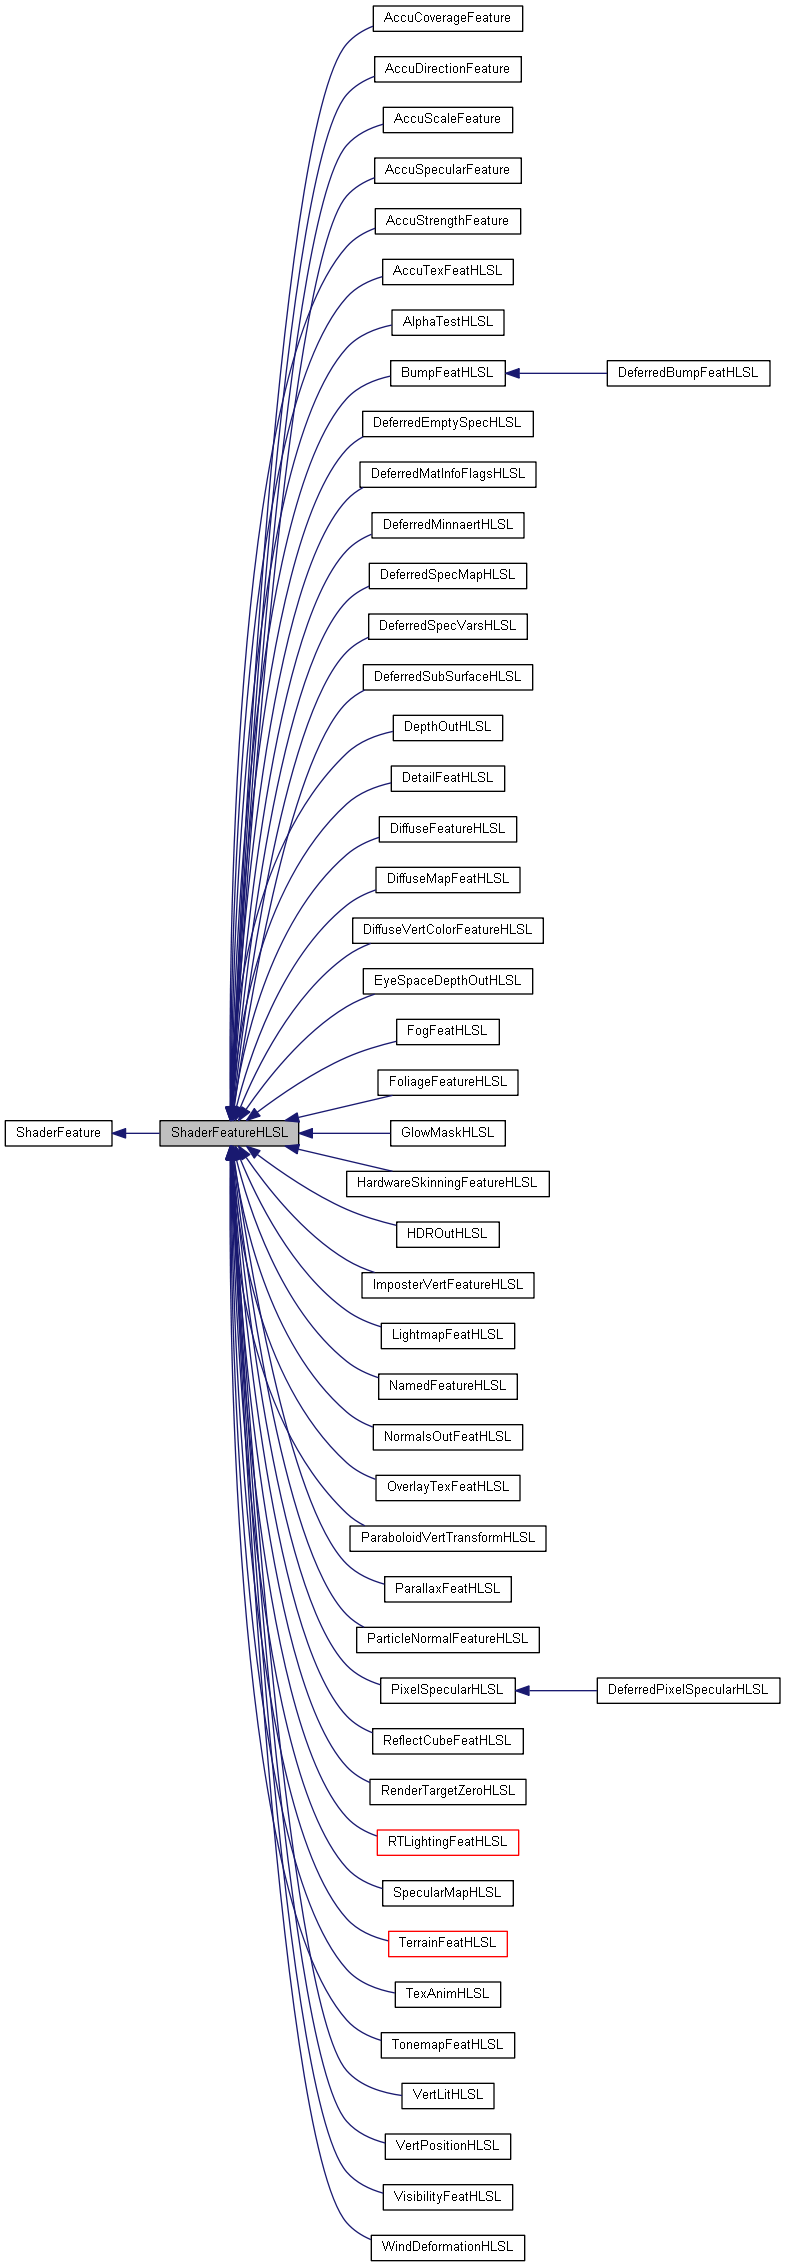 AccuCoverageFeature
AccuDirectionFeature
AccuScaleFeature
AccuSpecularFeature
AccuStrengthFeature
AccuTexFeatHLSL
AlphaTestHLSL
BumpFeatHLSL
DeferredBumpFeatHLSL
DeferredEmptySpecHLSL
DeferredMatInfoFlagsHLSL
DeferredMinnaertHLSL
DeferredSpecMapHLSL
DeferredSpecVarsHLSL
DeferredSubSurfaceHLSL
DepthOutHLSL
DetailFeatHLSL
DiffuseFeatureHLSL
DiffuseMapFeatHLSL
DiffuseVertColorFeatureHLSL
EyeSpaceDepthOutHLSL
FogFeatHLSL
FoliageFeatureHLSL
ShaderFeature
ShaderFeatureHLSL
GlowMaskHLSL
HardwareSkinningFeatureHLSL
HDROutHLSL
ImposterVertFeatureHLSL
LightmapFeatHLSL
NamedFeatureHLSL
NormalsOutFeatHLSL
OverlayTexFeatHLSL
ParaboloidVertTransformHLSL
ParallaxFeatHLSL
ParticleNormalFeatureHLSL
PixelSpecularHLSL
DeferredPixelSpecularHLSL
ReflectCubeFeatHLSL
RenderTargetZeroHLSL
RTLightingFeatHLSL
SpecularMapHLSL
TerrainFeatHLSL
TexAnimHLSL
TonemapFeatHLSL
VertLitHLSL
VertPositionHLSL
VisibilityFeatHLSL
WindDeformationHLSL